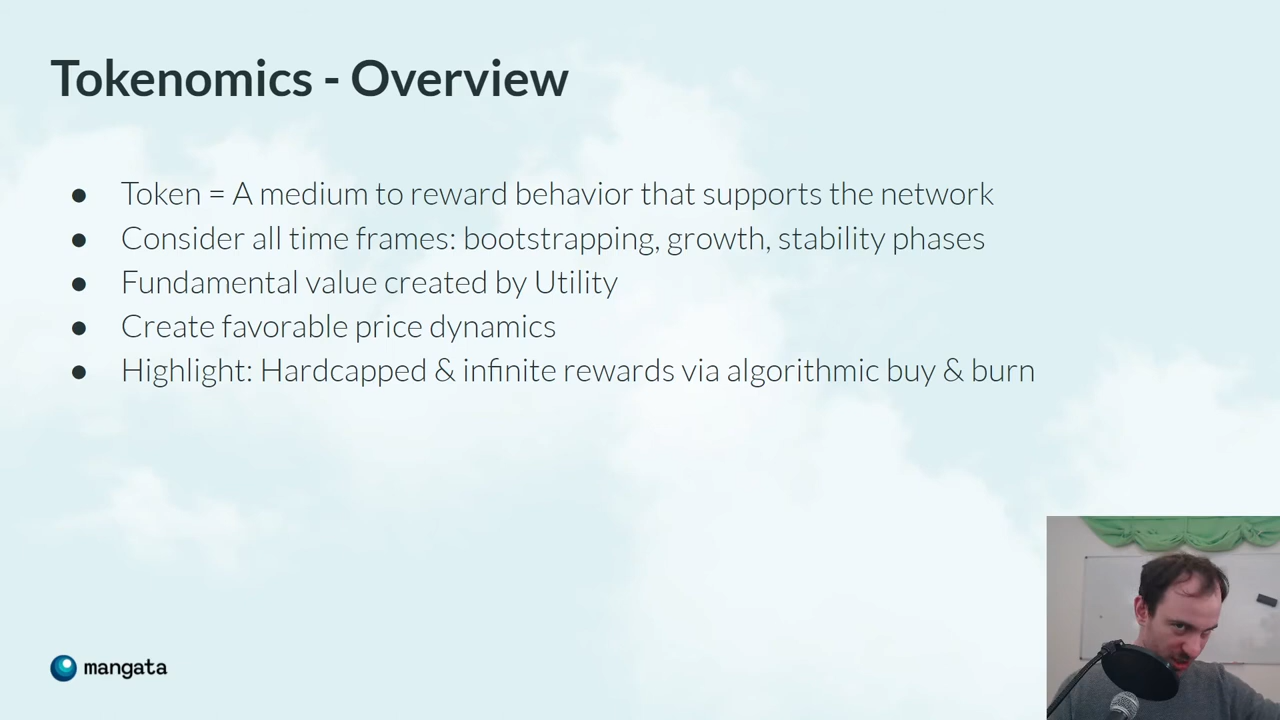 Tokenomics - Overview
● Token = A medium to reward behavior that supports the network
● Consider all time frames: bootstrapping, growth, stability phases
● Fundamental value created by Utility
● Create favorable price dynamics
● Highlight: Hardcapped & infinite rewards via algorithmic buy & burn
mangata